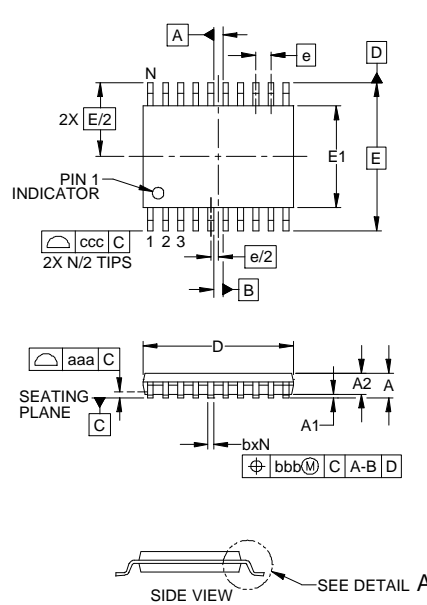 A
e
D
N
2X E/2
E1
E
PIN 1
INDICATOR
ccc C
1 2 3
2X N/2 TIPS
e/2
B
D
aaa C
SEATING
PLANE
C
A2 A
A1
bxN
bbb Ⓜ C A-B D
SIDE VIEW
SEE DETAIL A